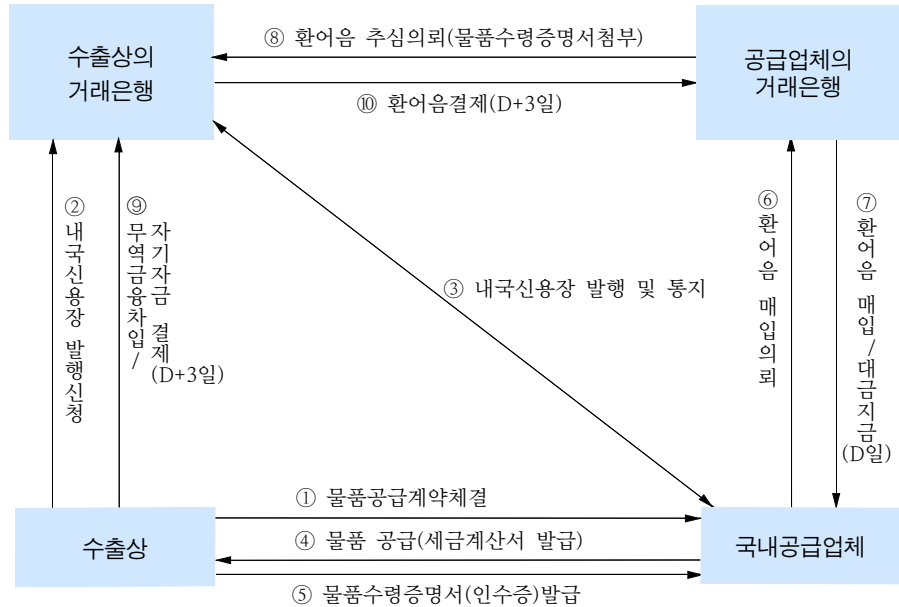 수출상의
거래은행
⑧ 환어음 추심의뢰(물품수령증명서첨부)
⑩ 환어음결제(D+3일)
공급업체의
거래은행
② 내국신용장 발행신청
⑨ 무역금융차입/
자기자금 결제
(D+3일)
③ 내국신용장 발행 및 통지
⑥ 환어음 매입의뢰
⑦ 환어음 매입/대금지금
(D일)
① 물품공급계약체결
④ 물품 공급(세금계산서 발급)
⑤ 물품수령증명서(인수증)발급
수출상
국내공급업체